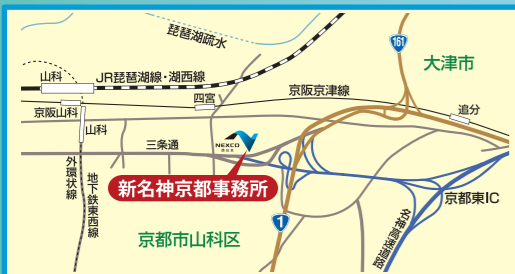 琵琶湖疏水
161
大津市
山科
JR琵琶湖線・湖西線
四宮
京阪京津線
追分
京阪山科
山科
三条通
NEXCO
西日本
外環状線
地下鉄東西線
新名神京都事務所
京都東IC
京都市山科区
1
名神高速道路